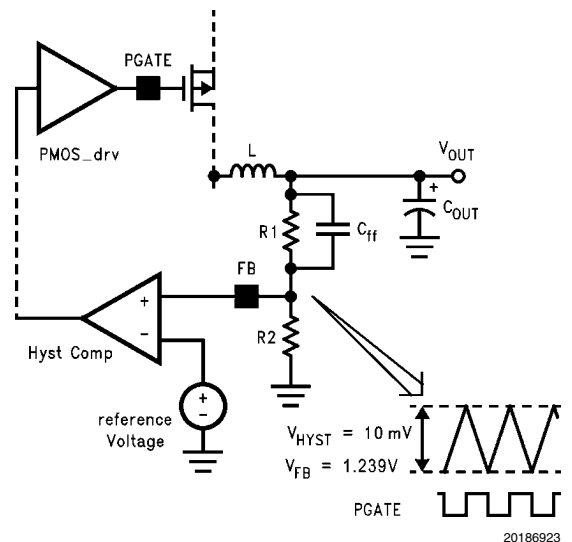 PGATE
PMOS_drv
L
VOUT
+
COUT
R1
Cff
FB
+
−
Hyst Comp
R2
+
−
reference
Voltage
VHYST = 10 mV
VFB = 1.239V
PGATE
20186923